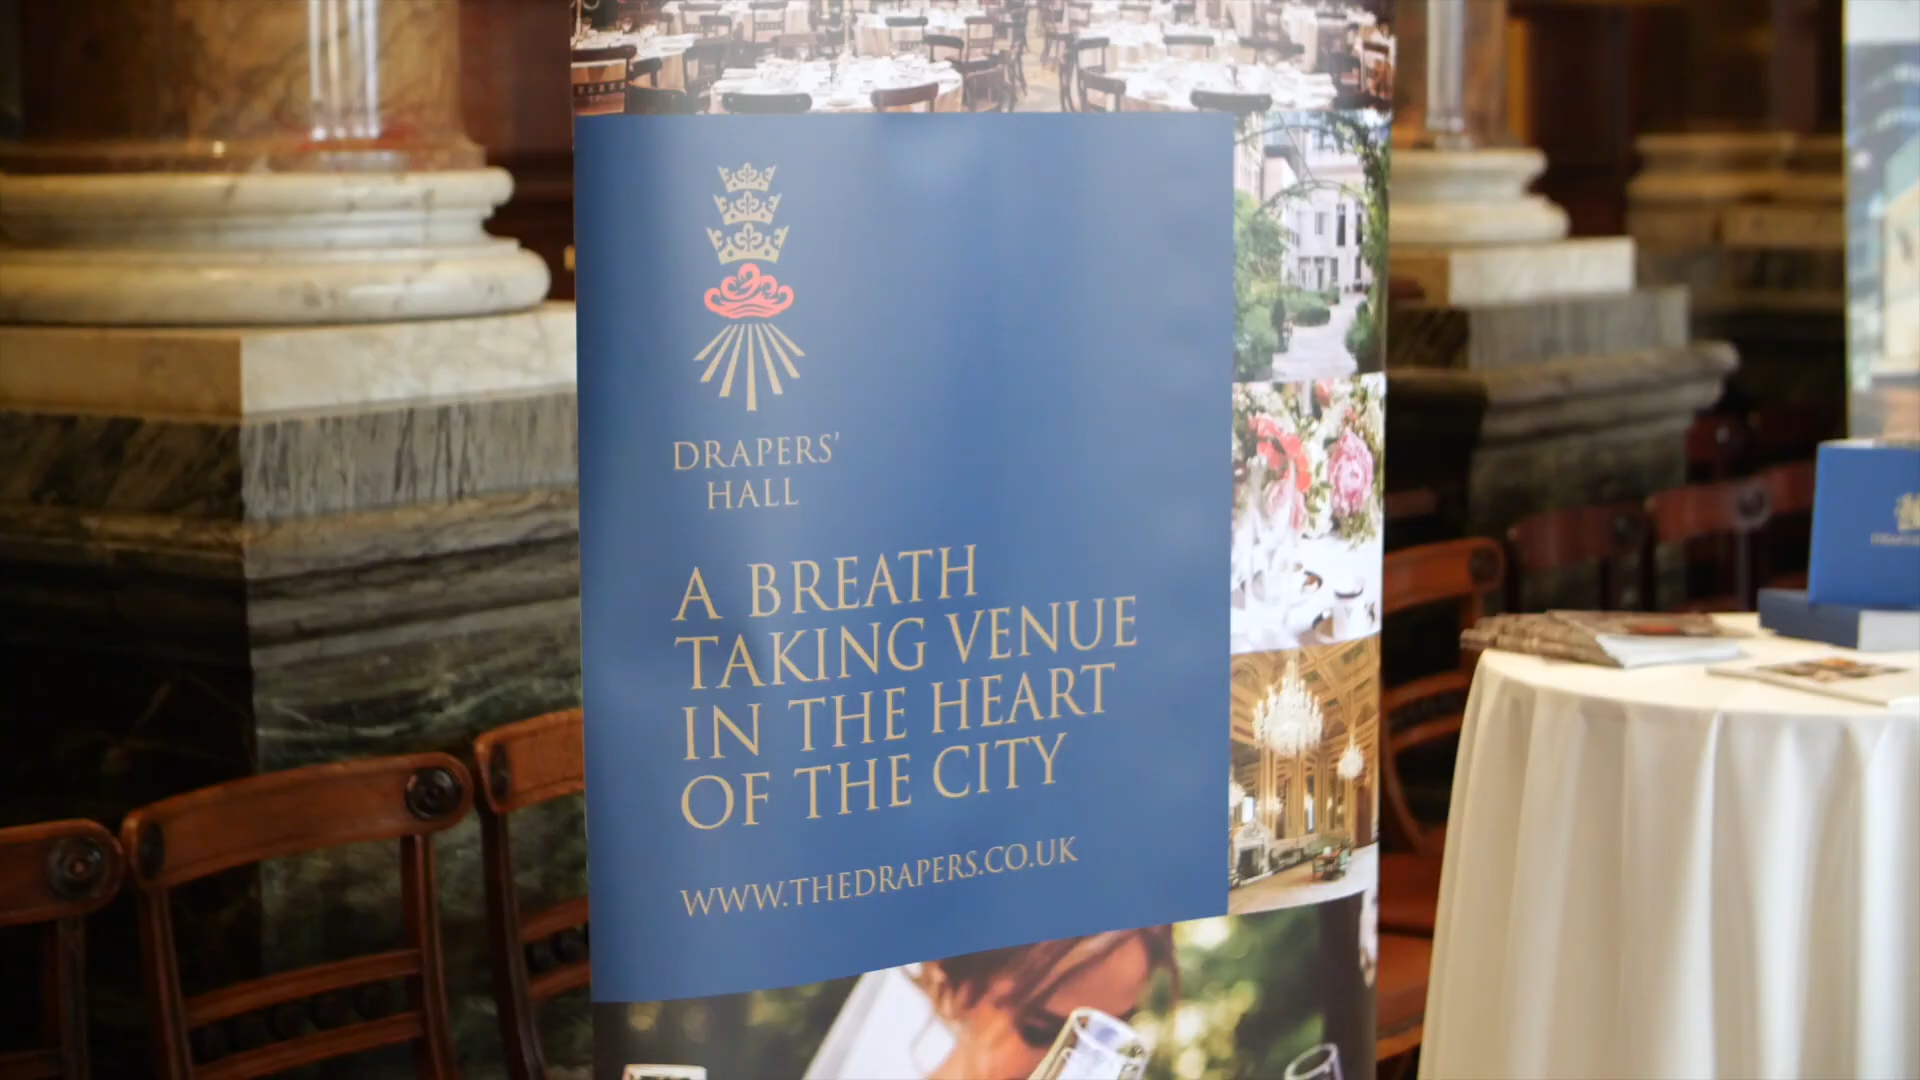 DRAPERS'
HALL
A BREATH
TAKING VENUE
IN THE HEART
OF THE CITY
WWW.THEDRAPERS.CO.UK